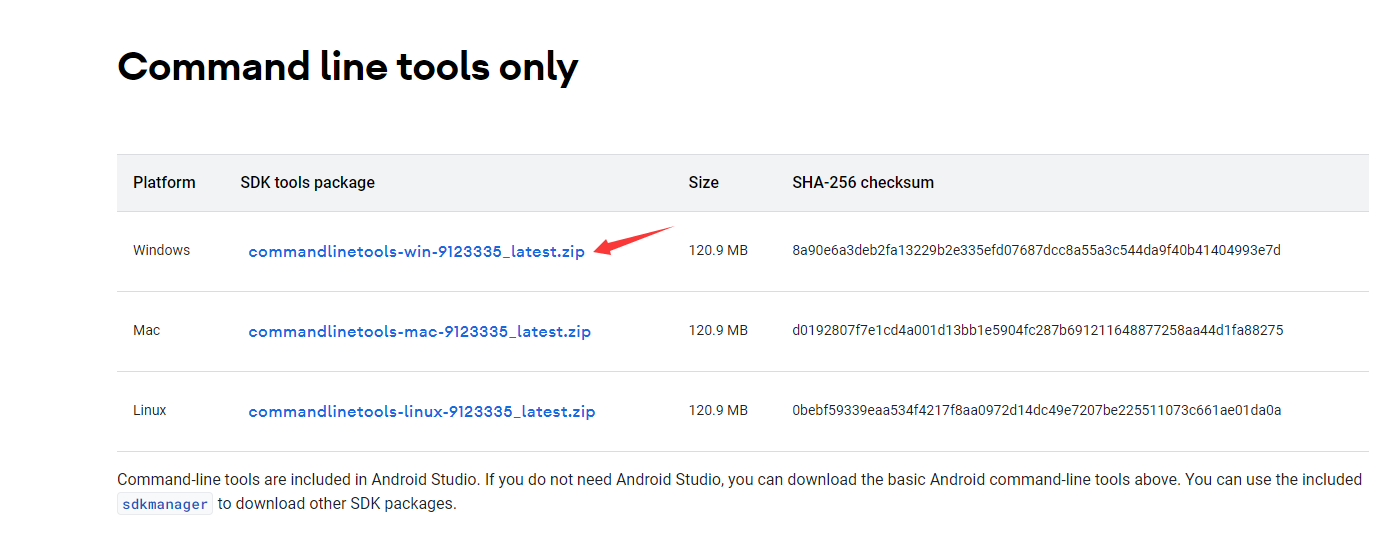 Command line tools only
Platform SDK tools package Size SHA-256 checksum
Windows commandlinetools-win-9123335_latest.zip 120.9 MB 8a90e6a3deb2fa13229b2e335efd07687dcc8a55a3c544da9f40b41404993e7d
Mac commandlinetools-mac-9123335_latest.zip 120.9 MB d0192807f7e1cd4a001d13bb1e5904fc287b691211648877258aa44d1fa88275
Linux commandlinetools-linux-9123335_latest.zip 120.9 MB 0bebf59339eaa534f4217f8aa0972d14dc49e7207be225511073c661ae01da0a
Command-line tools are included in Android Studio. If you do not need Android Studio, you can download the basic Android command-line tools above. You can use the included
sdkmanager to download other SDK packages.